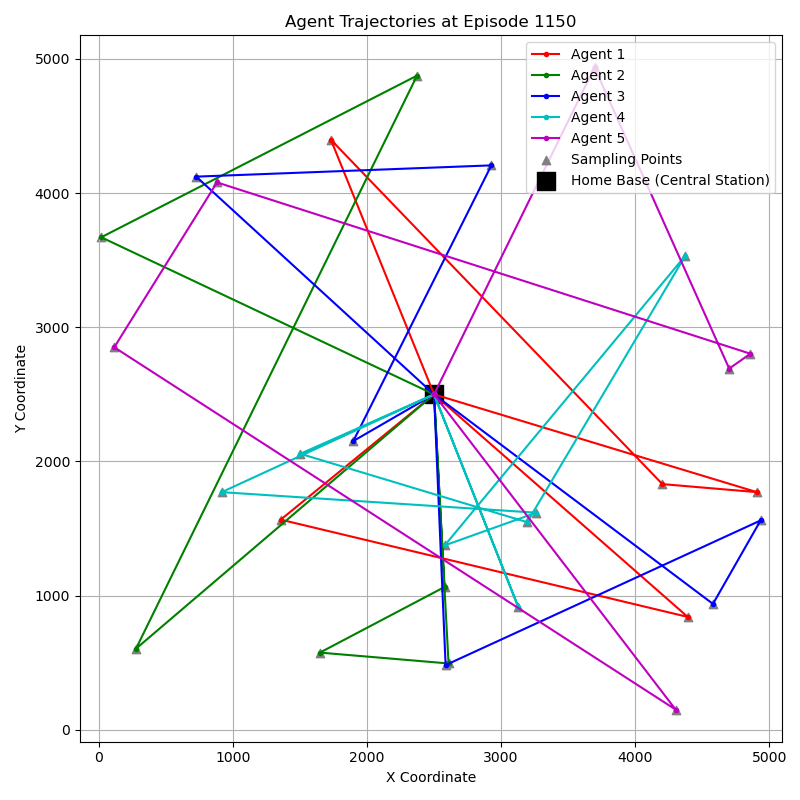 Agent Trajectories at Episode 1150
Agent 1
Agent 2
Agent 3
Agent 4
Agent 5
Sampling Points
Home Base (Central Station)
5000
4000
3000
2000
1000
0
Y Coordinate
0 1000 2000 3000 4000 5000
X Coordinate